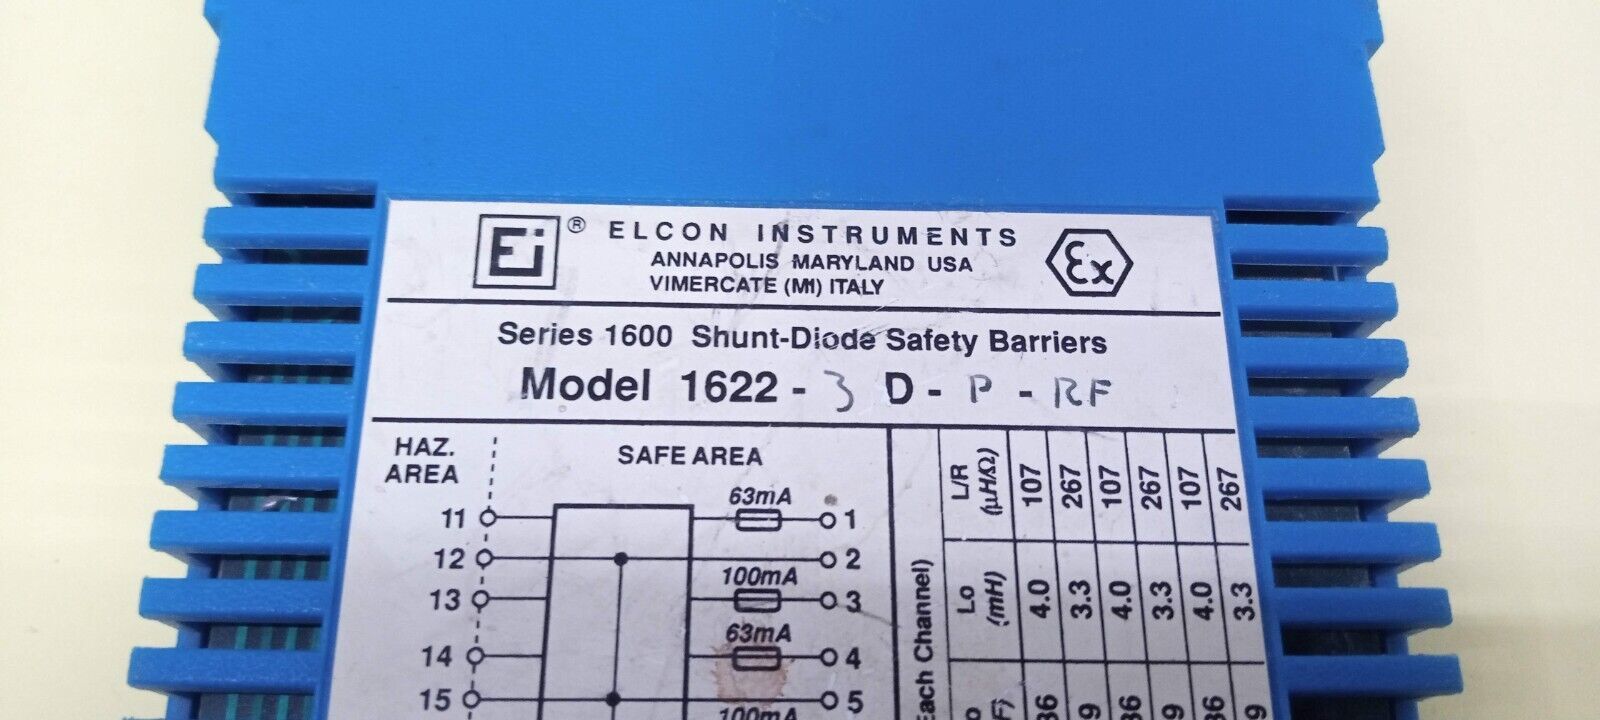 Ei ® ELCON INSTRUMENTS Ex
ANNAPOLIS MARYLAND USA
VIMERCATE (MI) ITALY
Series 1600 Shunt-Diode Safety Barriers
Model 1622 - 3 D - P - RF
HAZ.
AREA
SAFE AREA
11 63mA 1
12 2
13 100mA 3
14 63mA 4
15 5
100mA
Each Channel)
L/R
(µH/Ω) 107 267 107 267 107 267
Lo
(mH) 4.0 3.3 4.0 3.3 4.0 3.3